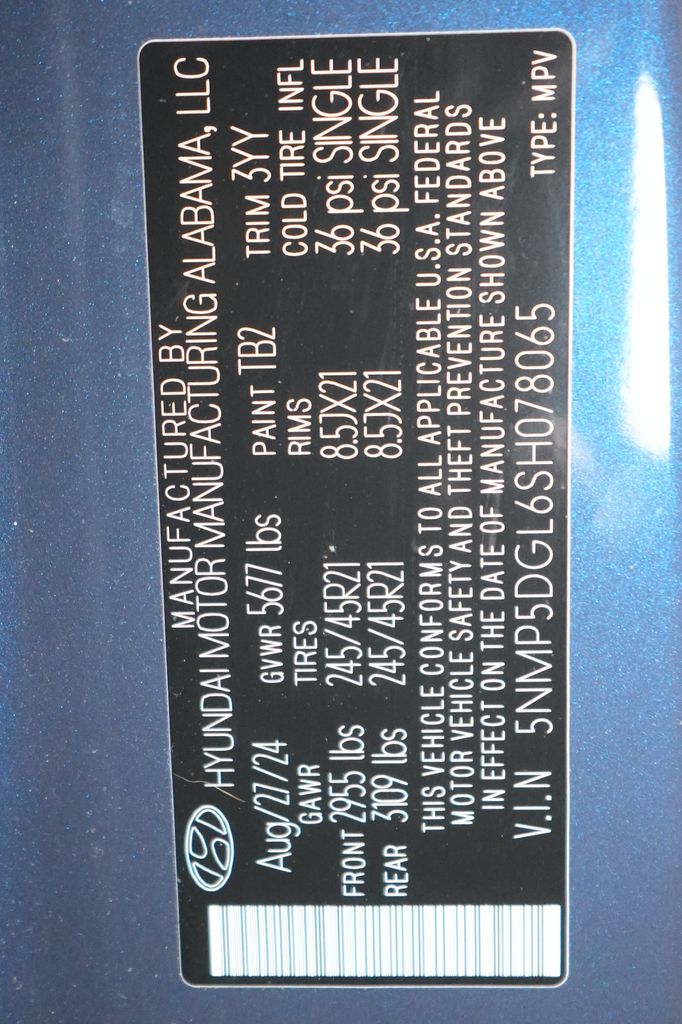 MANUFACTURED BY
HYUNDAI MOTOR MANUFACTURING ALABAMA, LLC
Aug/27/24 GVWR 5677 lbs PAINT TB2 TRIM 3YY
GAWR TIRES RIMS COLD TIRE INFL
FRONT 2955 lbs 245/45R21 8.5JX21 36 psi SINGLE
REAR 3109 lbs 245/45R21 8.5JX21 36 psi SINGLE
THIS VEHICLE CONFORMS TO ALL APPLICABLE U.S.A. FEDERAL
MOTOR VEHICLE SAFETY AND THEFT PREVENTION STANDARDS
IN EFFECT ON THE DATE OF MANUFACTURE SHOWN ABOVE
V.I.N 5NMP5DGL6SH078065 TYPE: MPV